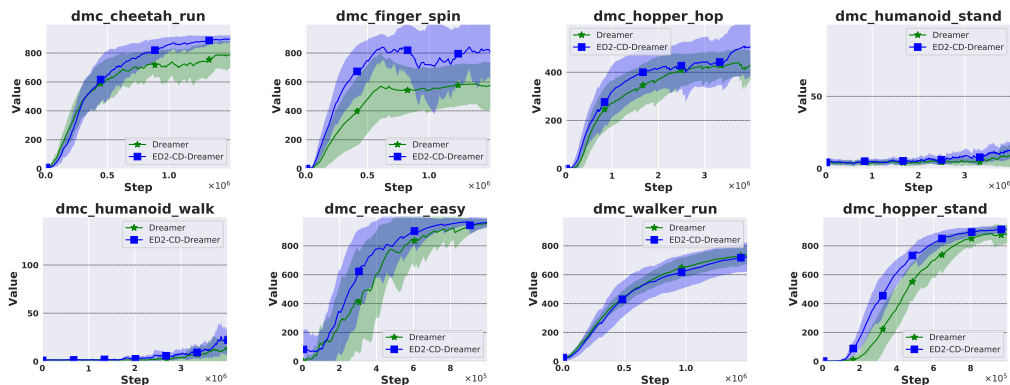 dmc_cheetah_run
Value
800
600
400
200
0
0.0
0.5
1.0
Step
×10⁶
Dreamer
ED2-CD-Dreamer
dmc_finger_spin
Value
800
600
400
200
0
0.0
0.5
1.0
Step
×10⁶
Dreamer
ED2-CD-Dreamer
dmc_hopper_hop
Value
400
200
0
0
1
2
3
4
Step
×10⁶
Dreamer
ED2-CD-Dreamer
dmc_humanoid_stand
Value
50
0
0
1
2
3
4
Step
×10⁶
Dreamer
ED2-CD-Dreamer
dmc_humanoid_walk
Value
100
50
0
0
1
2
3
Step
×10⁶
Dreamer
ED2-CD-Dreamer
dmc_reacher_easy
Value
800
600
400
200
0
0
2
4
6
8
Step
×10⁵
Dreamer
ED2-CD-Dreamer
dmc_walker_run
Value
800
600
400
200
0
0.0
0.5
1.0
1.5
Step
×10⁶
Dreamer
ED2-CD-Dreamer
dmc_hopper_stand
Value
800
600
400
200
0
0
2
4
6
8
Step
×10⁵
Dreamer
ED2-CD-Dreamer